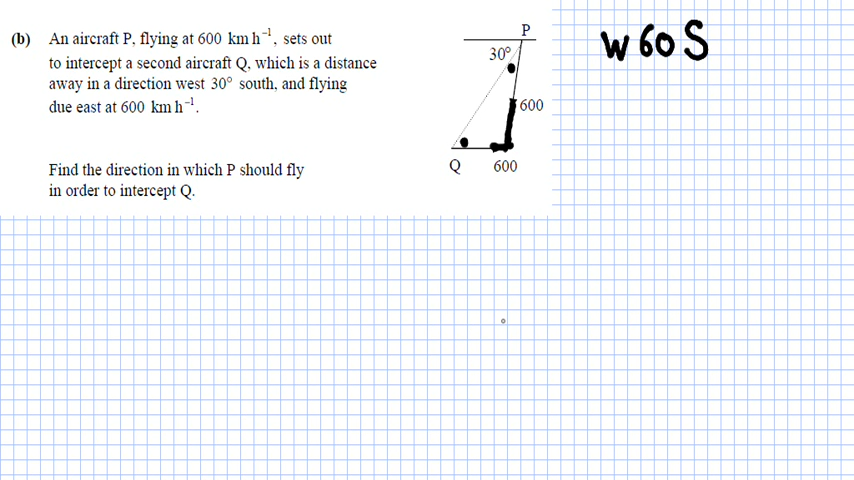 (b) An aircraft P, flying at 600 km h⁻¹, sets out
to intercept a second aircraft Q, which is a distance
away in a direction west 30° south, and flying
due east at 600 km h⁻¹.
Find the direction in which P should fly
in order to intercept Q.
P
30°
600
Q 600
W 60 S